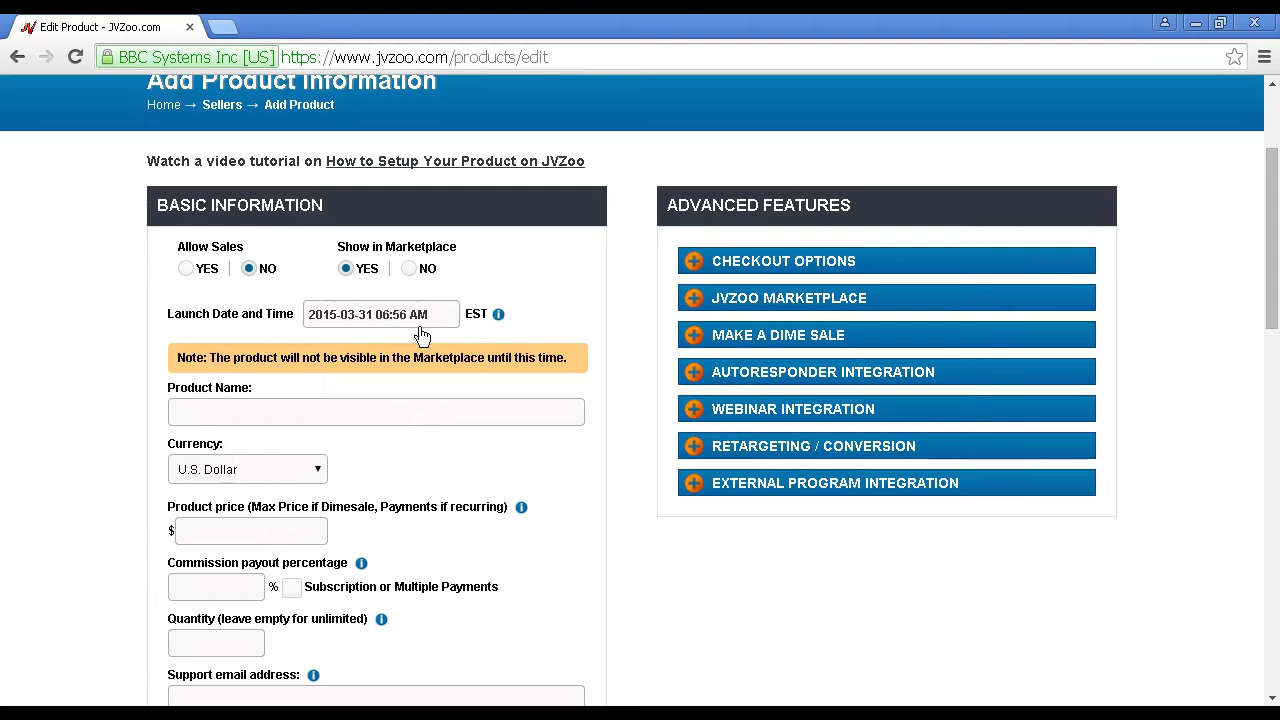 Edit Product - JVZoo.com
BBC Systems Inc [US] https://www.jvzoo.com/products/edit
Add Product Information
Home → Sellers → Add Product
Watch a video tutorial on How to Setup Your Product on JVZoo
BASIC INFORMATION
Allow Sales
Show in Marketplace
YES | NO
YES | NO
Launch Date and Time 2015-03-31 06:56 AM EST
Note: The product will not be visible in the Marketplace until this time.
Product Name:
Currency:
U.S. Dollar
Product price (Max Price if Dimesale, Payments if recurring)
$
Commission payout percentage
% Subscription or Multiple Payments
Quantity (leave empty for unlimited)
Support email address:
ADVANCED FEATURES
CHECKOUT OPTIONS
JVZOO MARKETPLACE
MAKE A DIME SALE
AUTORESPONDER INTEGRATION
WEBINAR INTEGRATION
RETARGETING / CONVERSION
EXTERNAL PROGRAM INTEGRATION